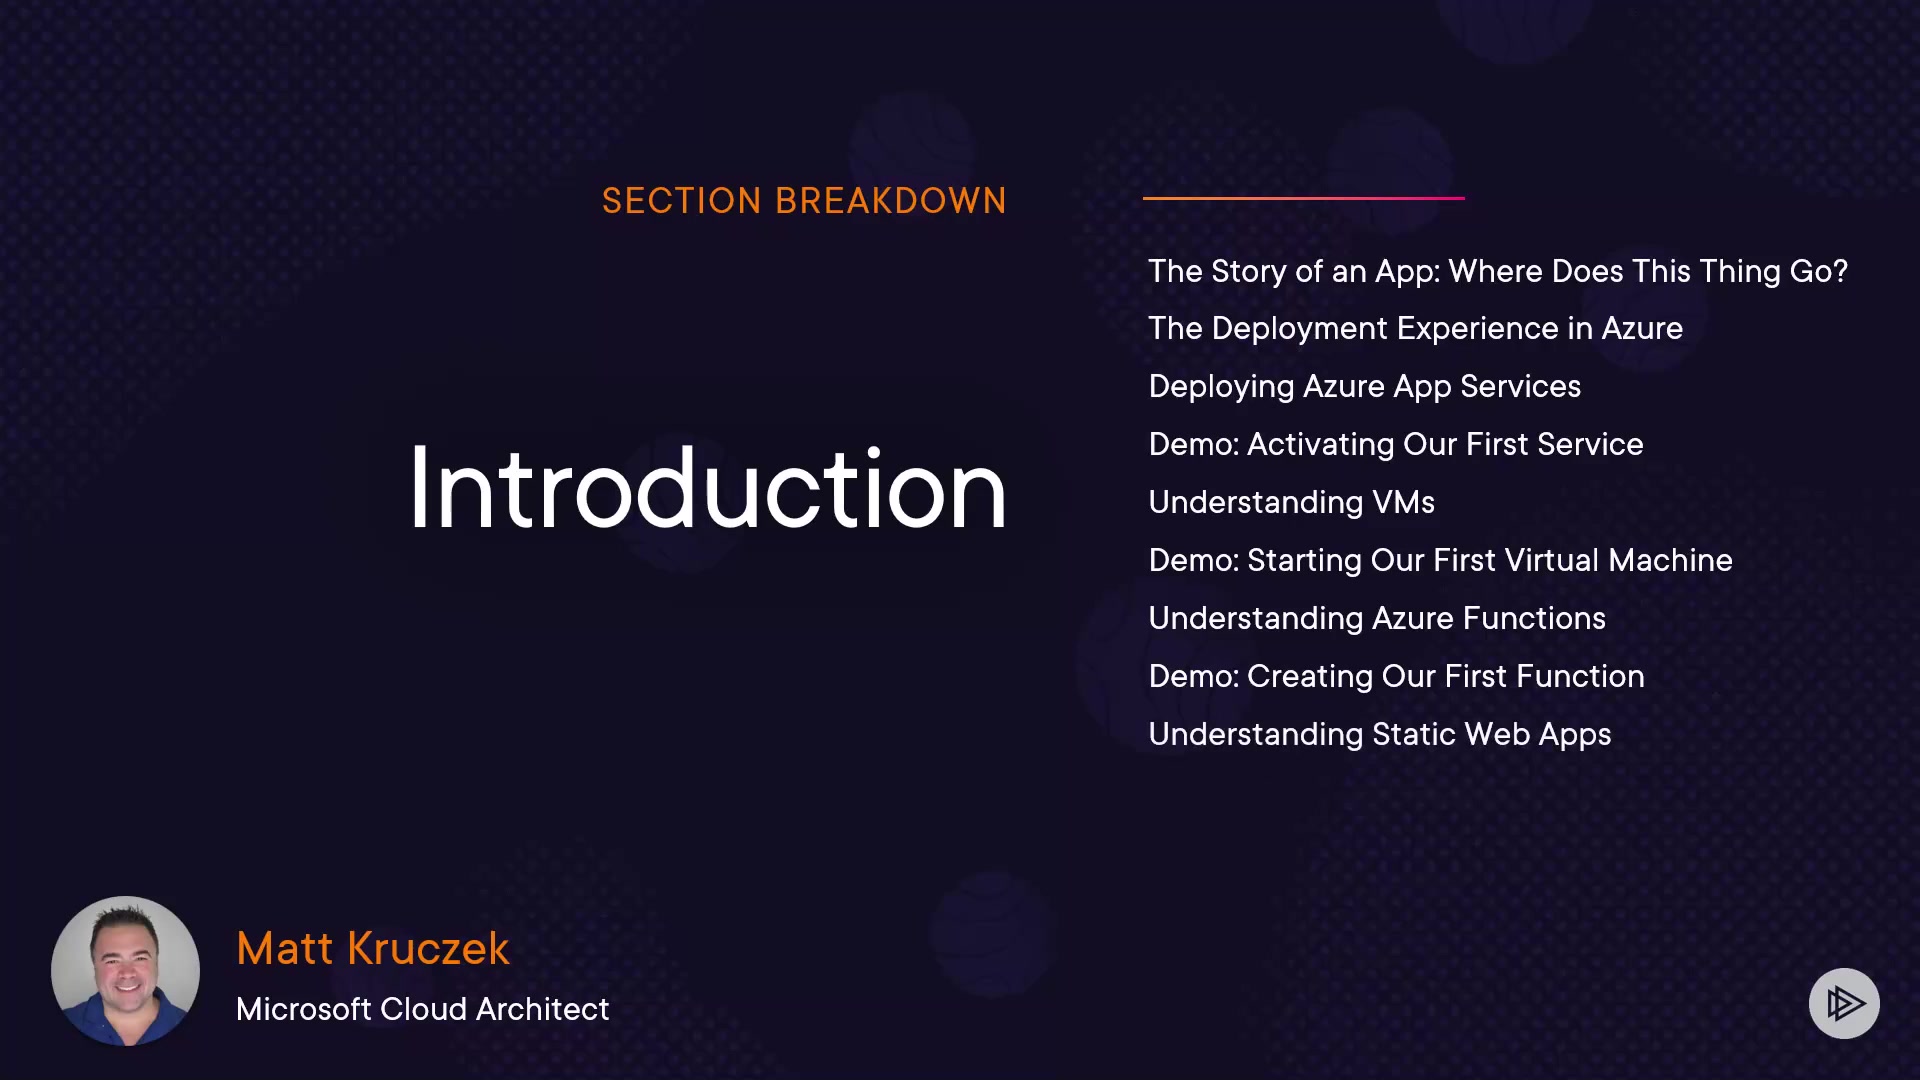 SECTION BREAKDOWN
Introduction
The Story of an App: Where Does This Thing Go?
The Deployment Experience in Azure
Deploying Azure App Services
Demo: Activating Our First Service
Understanding VMs
Demo: Starting Our First Virtual Machine
Understanding Azure Functions
Demo: Creating Our First Function
Understanding Static Web Apps
Matt Kruczek
Microsoft Cloud Architect